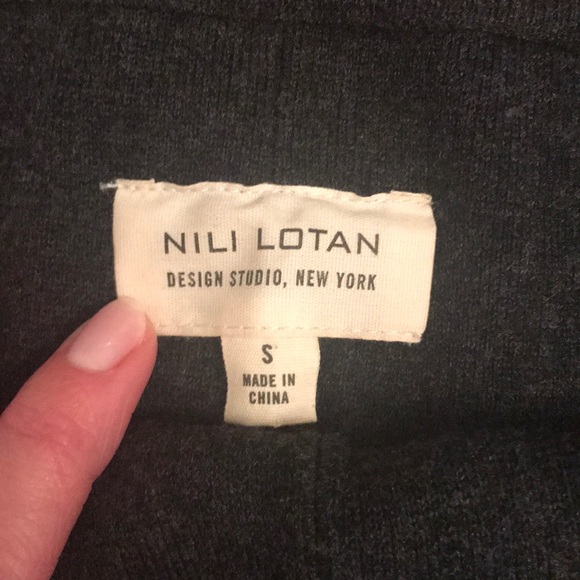 NILI LOTAN
DESIGN STUDIO, NEW YORK
S
MADE IN
CHINA